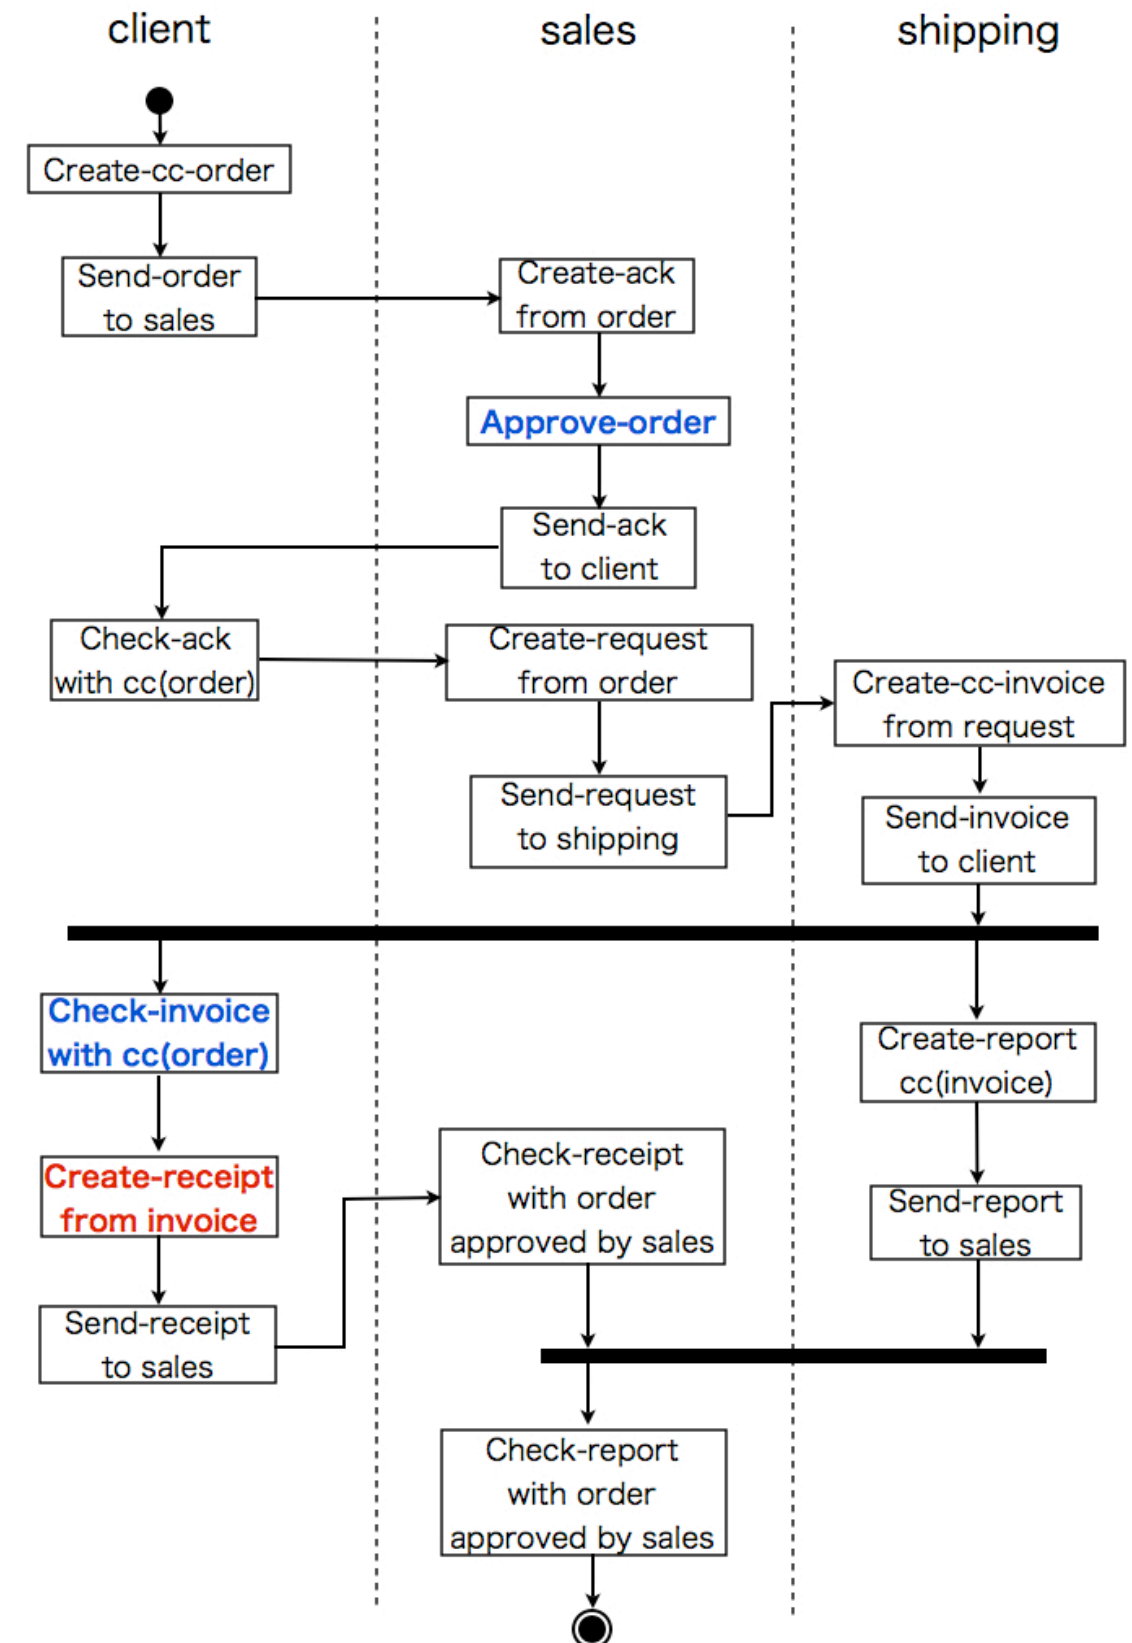 client
sales
shipping
Create-cc-order
Send-order
to sales
Create-ack
from order
Approve-order
Send-ack
to client
Check-ack
with cc(order)
Create-request
from order
Create-cc-invoice
from request
Send-request
to shipping
Send-invoice
to client
Check-invoice
with cc(order)
Create-report
cc(invoice)
Create-receipt
from invoice
Check-receipt
with order
approved by sales
Send-report
to sales
Send-receipt
to sales
Check-report
with order
approved by sales